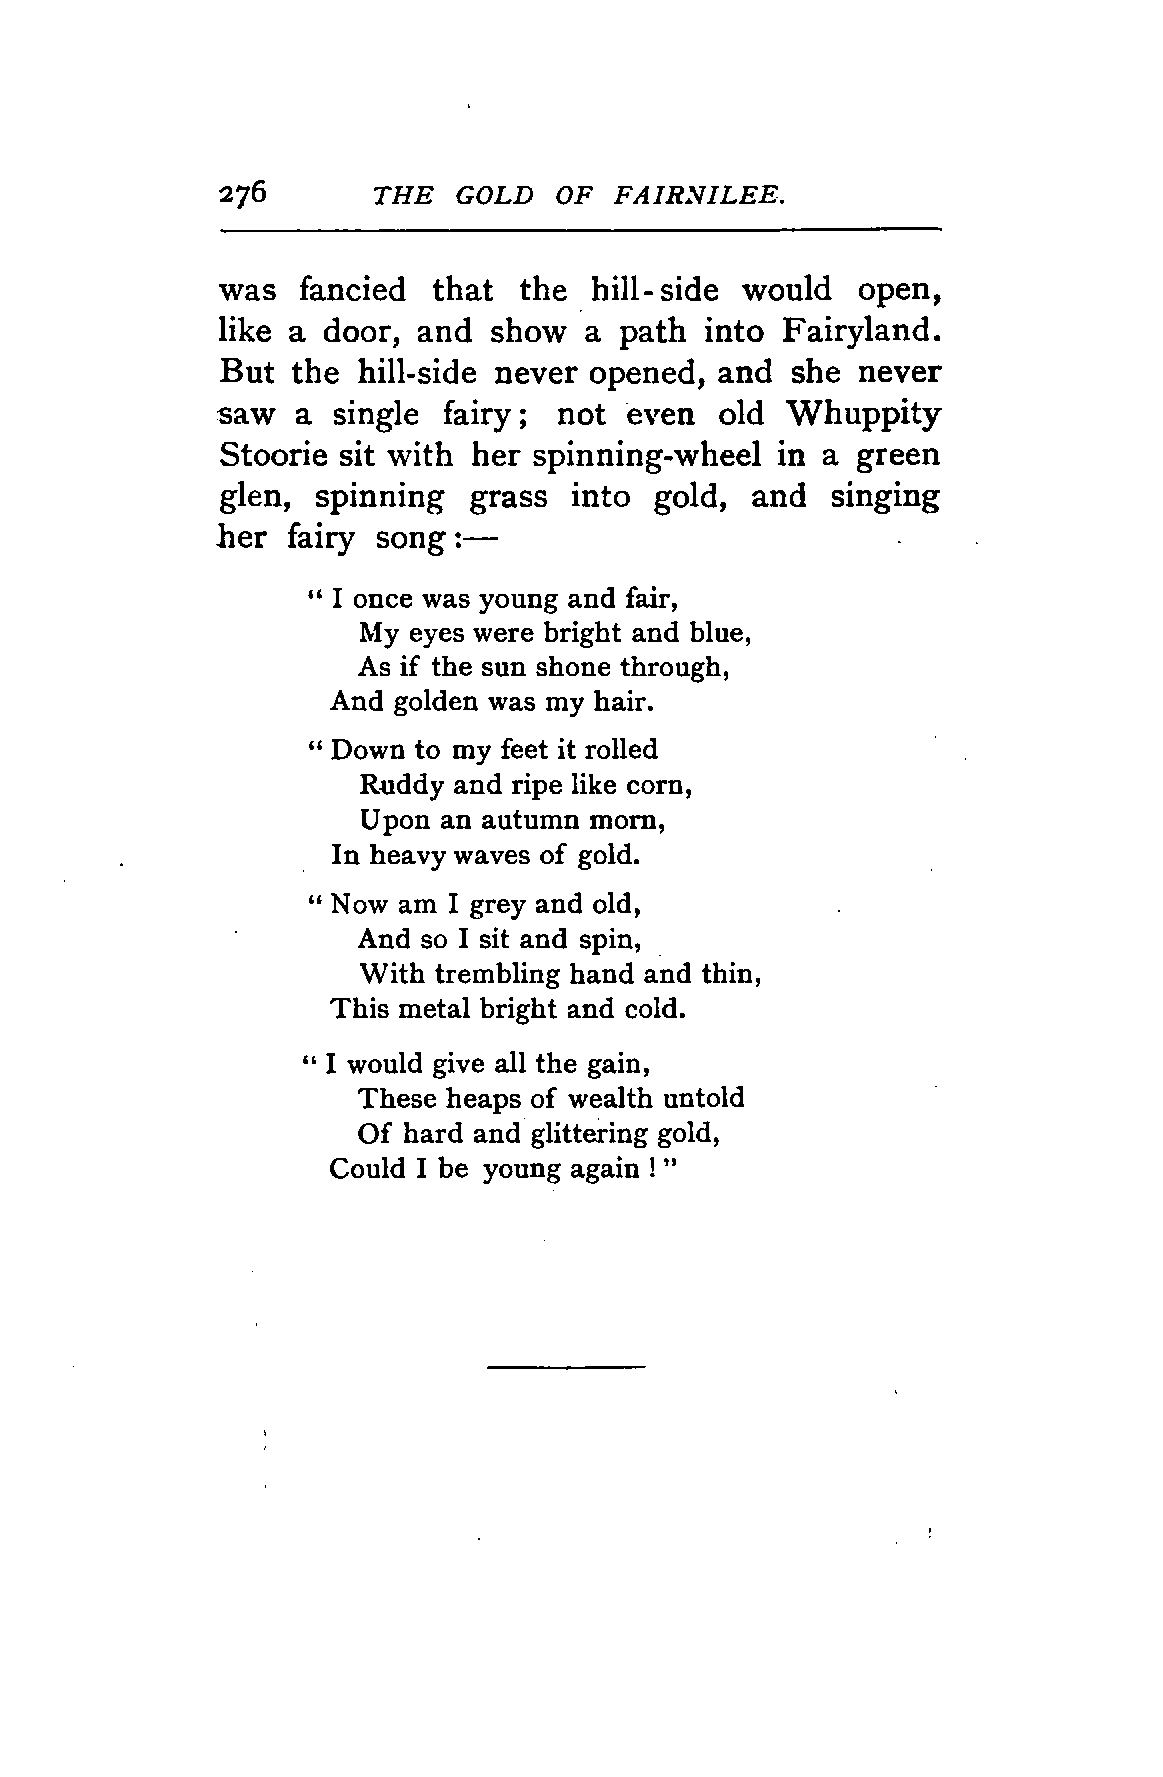 276 THE GOLD OF FAIRNILEE.
was fancied that the hill-side would open,
like a door, and show a path into Fairyland.
But the hill-side never opened, and she never
saw a single fairy; not even old Whuppity
Stoorie sit with her spinning-wheel in a green
glen, spinning grass into gold, and singing
her fairy song:—
“ I once was young and fair,
My eyes were bright and blue,
As if the sun shone through,
And golden was my hair.
“ Down to my feet it rolled
Ruddy and ripe like corn,
Upon an autumn morn,
In heavy waves of gold.
“ Now am I grey and old,
And so I sit and spin,
With trembling hand and thin,
This metal bright and cold.
“ I would give all the gain,
These heaps of wealth untold
Of hard and glittering gold,
Could I be young again ! ”